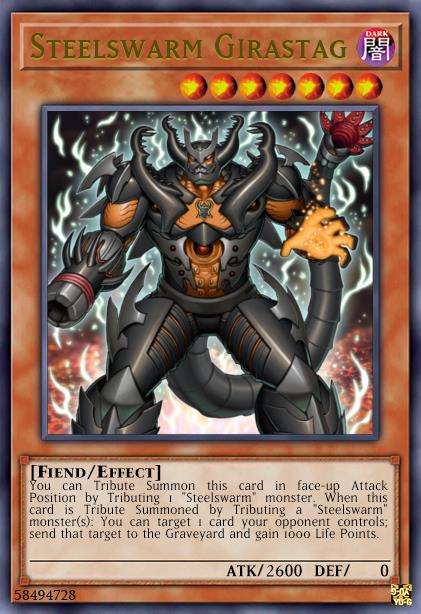 STEELSWARM GIRASTAG
DARK
闇
[FIEND/EFFECT]
You can Tribute Summon this card in face-up Attack
Position by Tributing 1 "Steelswarm" monster. When this
card is Tribute Summoned by Tributing a "Steelswarm"
monster(s): You can target 1 card your opponent controls;
send that target to the Graveyard and gain 1000 Life Points.
ATK/2600 DEF/ 0
58494728